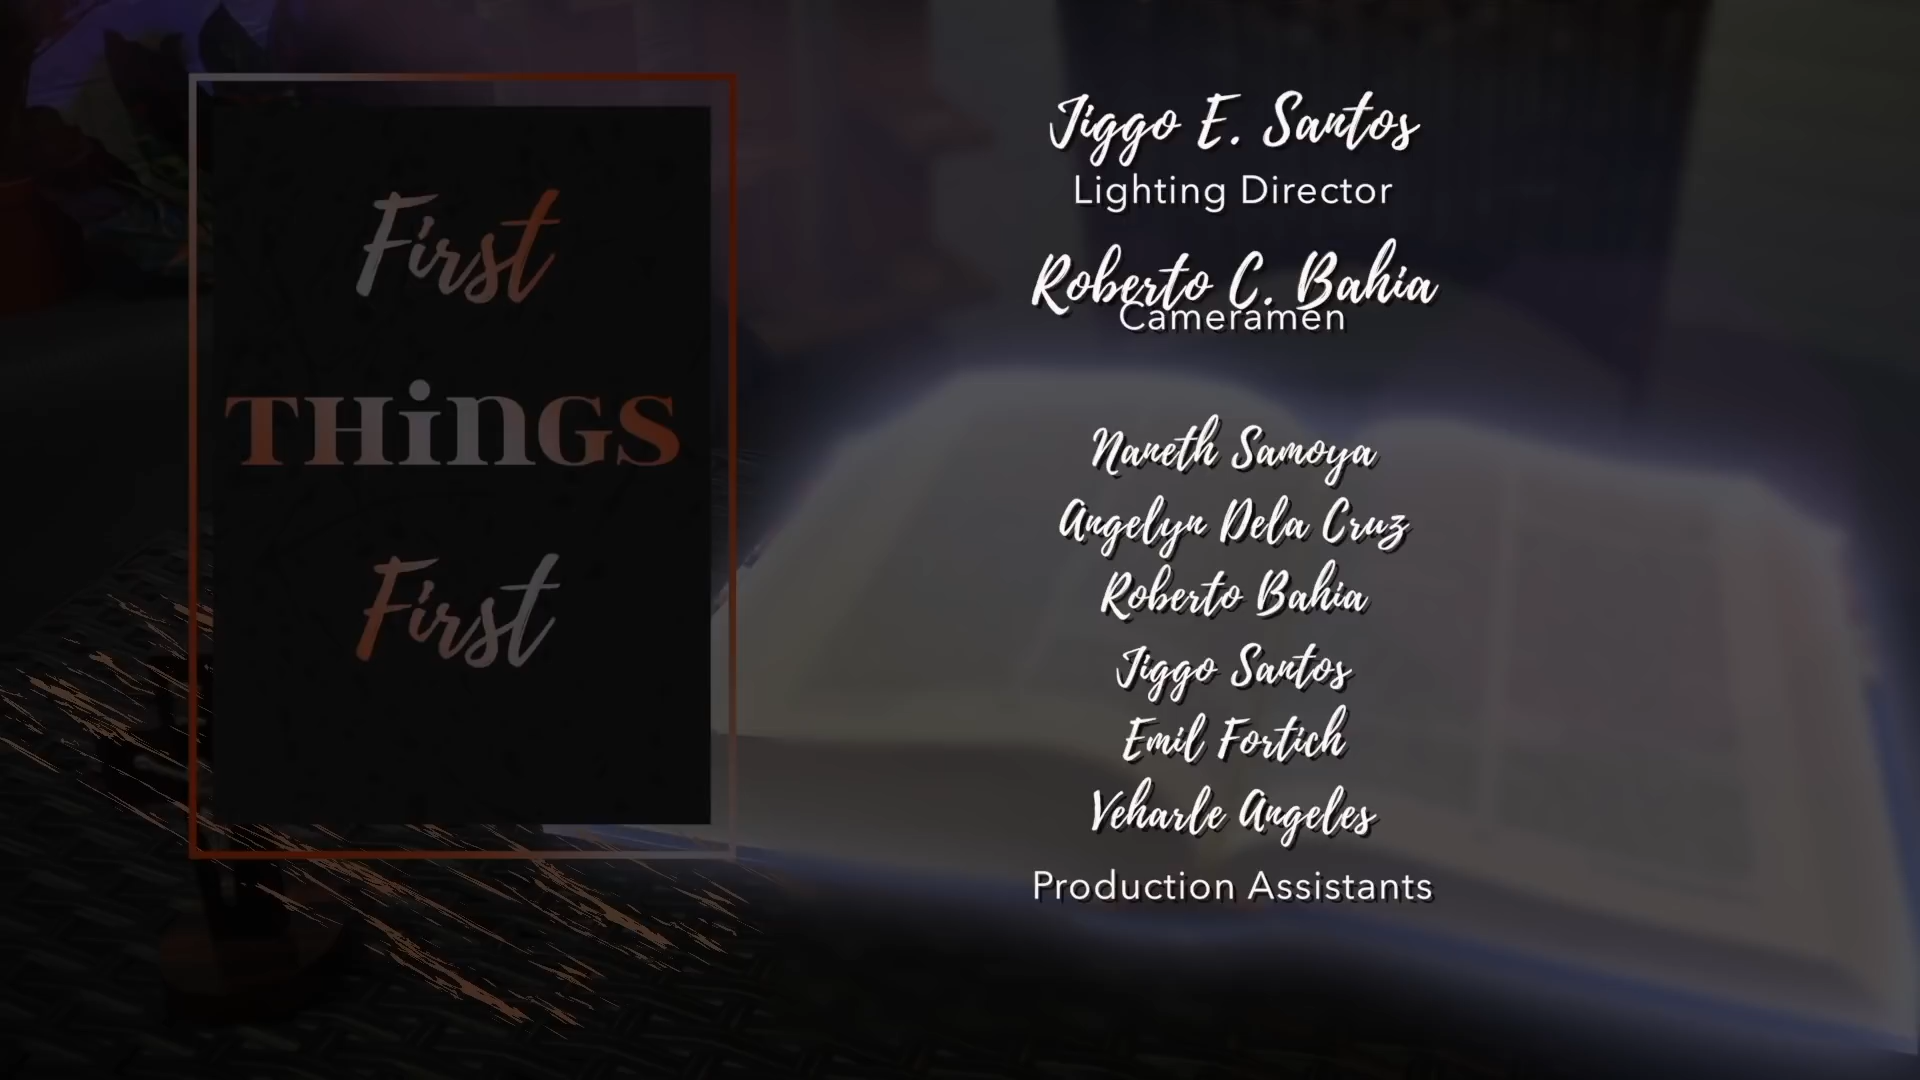 First
THiNGS
First
Jiggo E. Santos
Lighting Director
Roberto C. Bahia
Cameramen
Naneth Samoya
Angelyn Dela Cruz
Roberto Bahia
Jiggo Santos
Emil Fortich
Veharle Angeles
Production Assistants